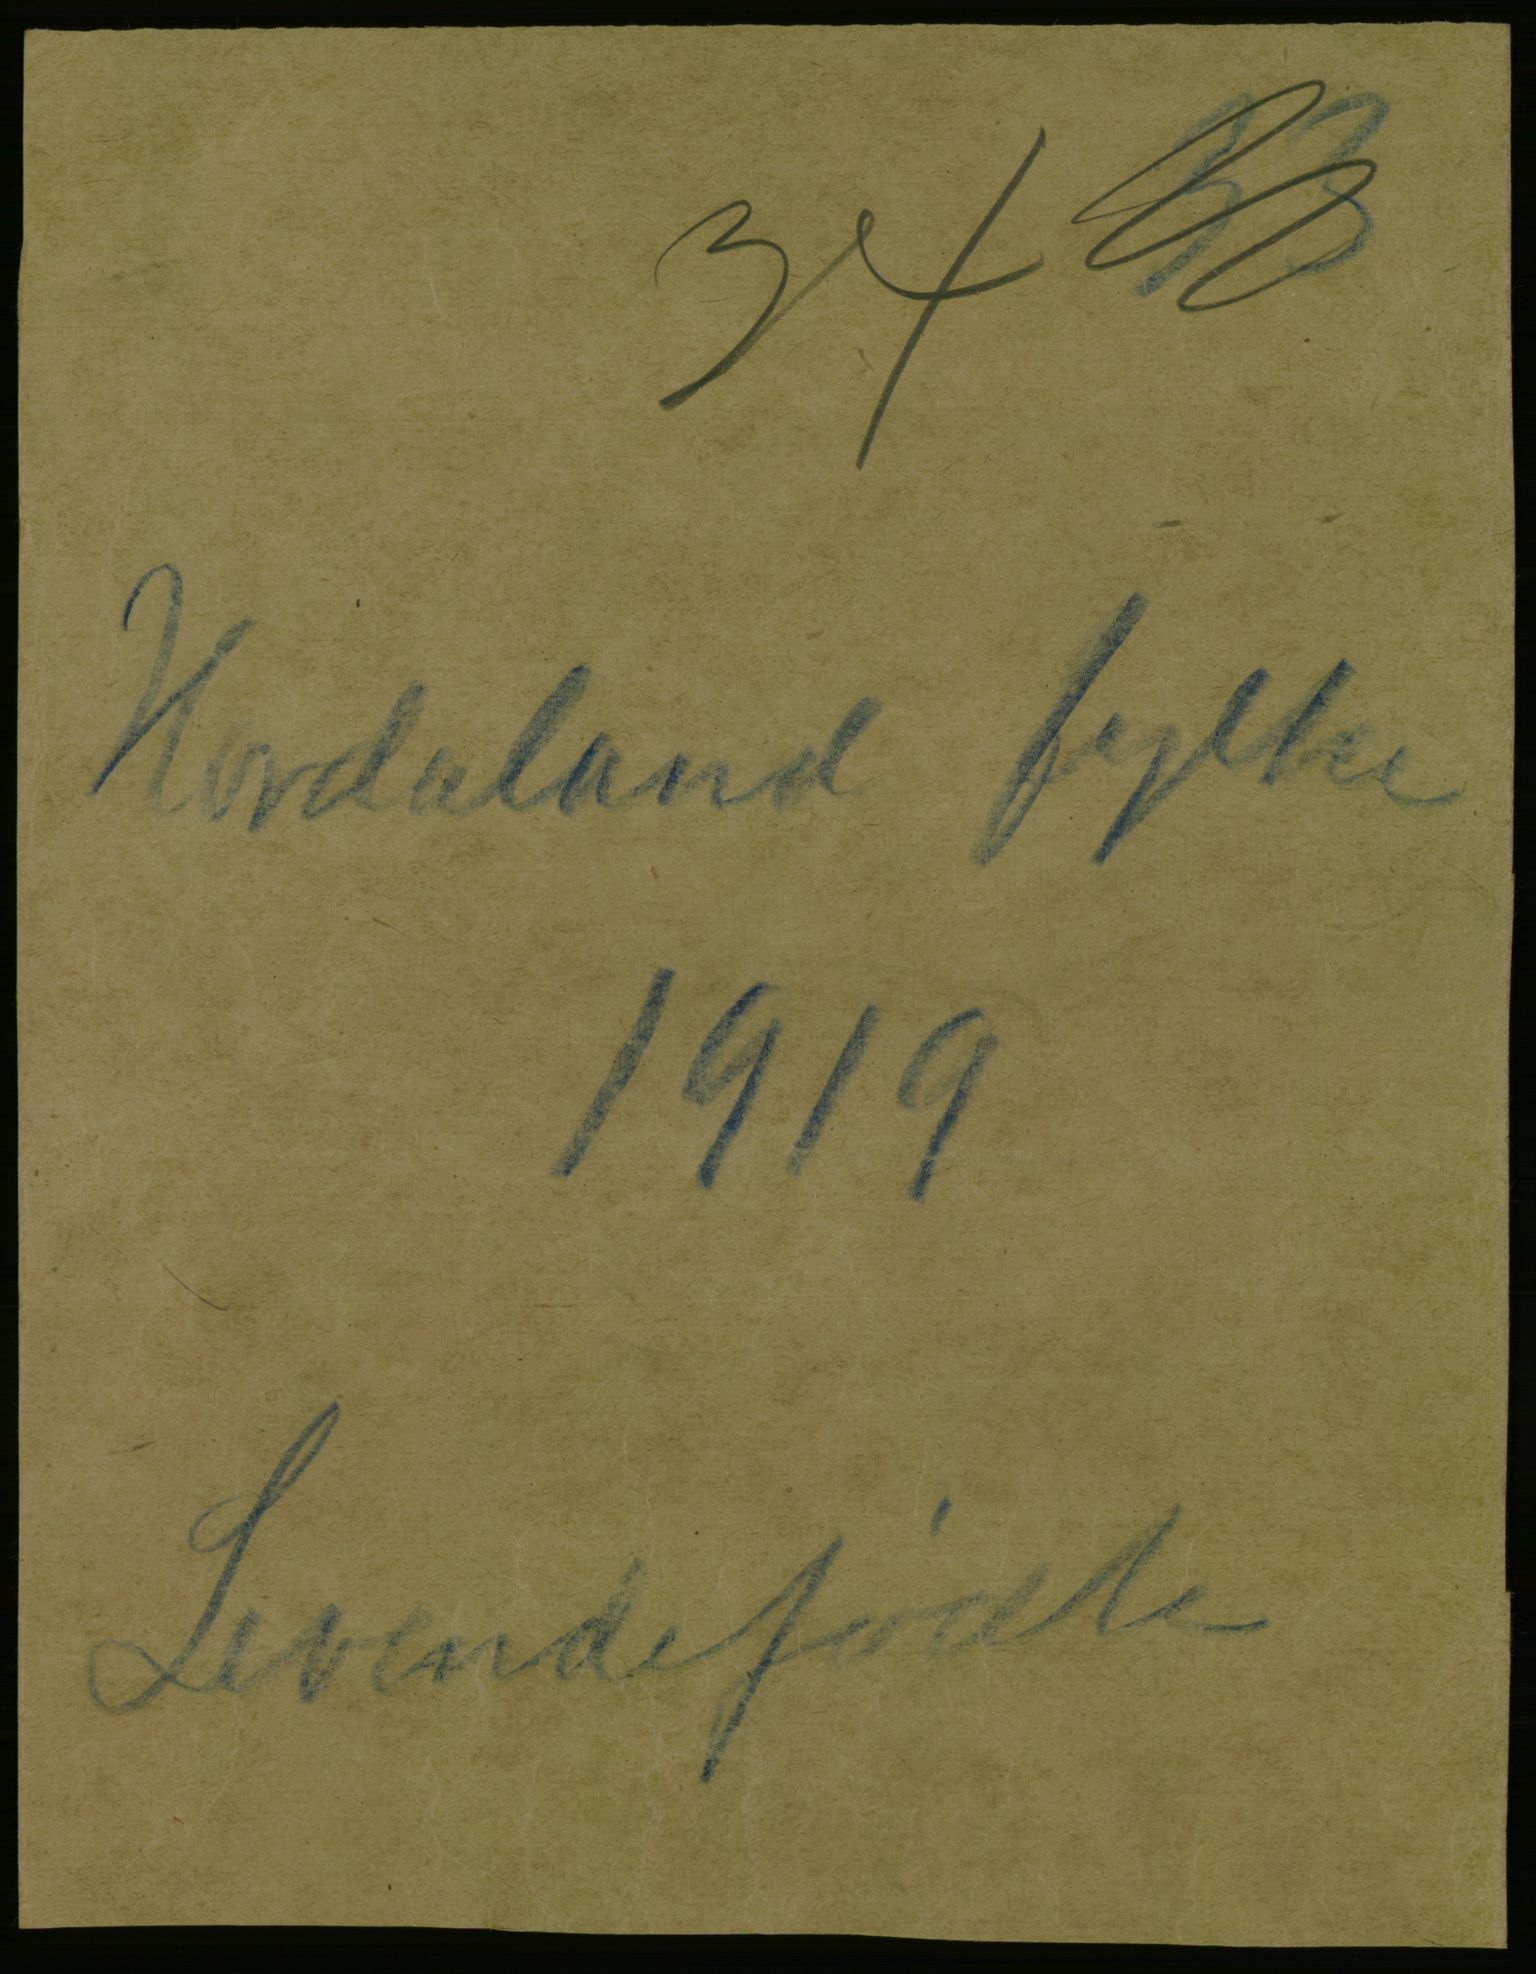 34
Hordaland fylke
1919
Levendefødte